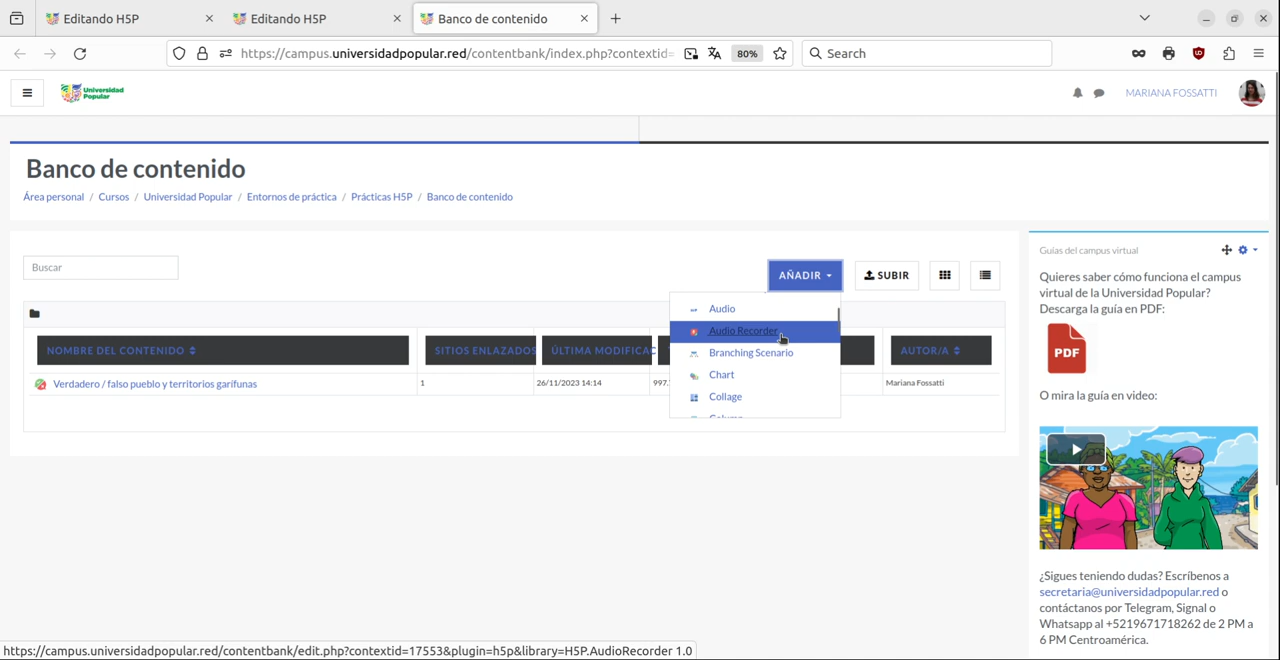 Editando H5P
Editando H5P
Banco de contenido
https://campus.universidadpopular.red/contentbank/index.php?contextid=
80%
Search
Universidad
Popular
MARIANA FOSSATTI
Banco de contenido
Área personal / Cursos / Universidad Popular / Entornos de práctica / Prácticas H5P / Banco de contenido
Buscar
AÑADIR
SUBIR
Audio
Audio Recorder
Branching Scenario
Chart
Collage
Column
NOMBRE DEL CONTENIDO
SITIOS ENLAZADOS
ÚLTIMA MODIFICAC
AUTOR/A
Verdadero / falso pueblo y territorios garífunas
1
26/11/2023 14:14
997.
Mariana Fossatti
Guías del campus virtual
Quieres saber cómo funciona el campus
virtual de la Universidad Popular?
Descarga la guía en PDF:
PDF
O mira la guía en video:
¿Sigues teniendo dudas? Escríbenos a
secretaria@universidadpopular.red o
contáctanos por Telegram, Signal o
Whatsapp al +5219671718262 de 2 PM a
6 PM Centroamérica.
https://campus.universidadpopular.red/contentbank/edit.php?contextid=17553&plugin=h5p&library=H5P.AudioRecorder 1.0